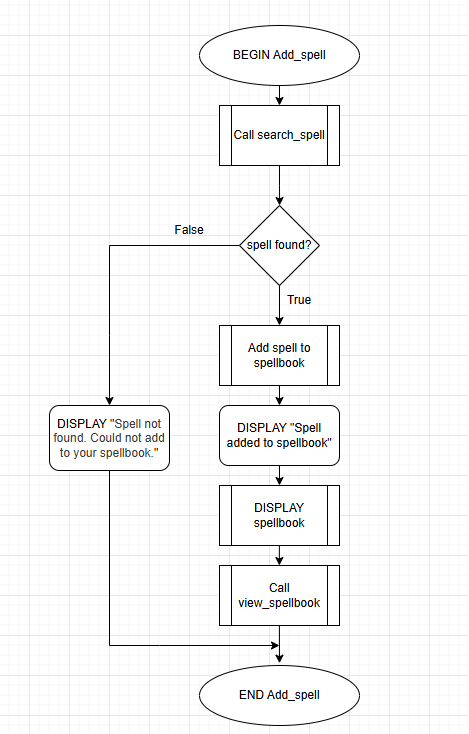 BEGIN Add_spell
Call search_spell
False
spell found?
True
Add spell to
spellbook
DISPLAY "Spell not
found. Could not add
to your spellbook."
DISPLAY "Spell
added to spellbook"
DISPLAY
spellbook
Call
view_spellbook
END Add_spell